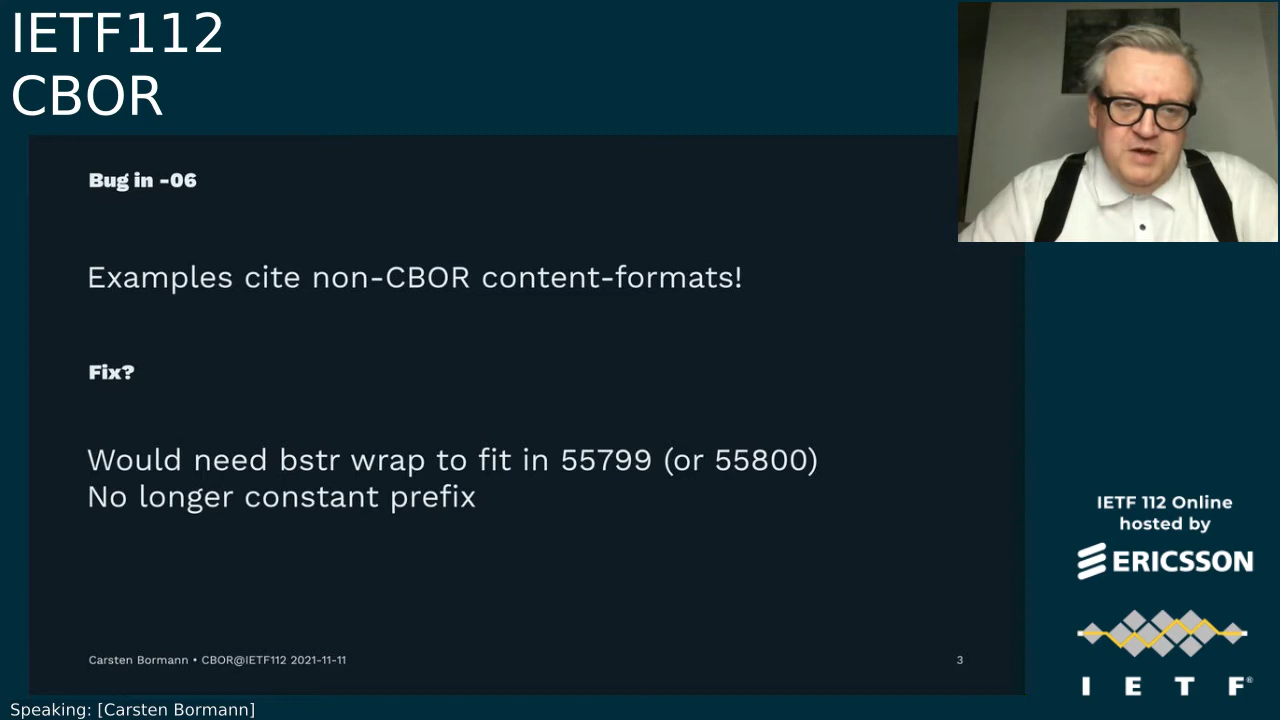 IETF112
CBOR
Bug in -06
Examples cite non-CBOR content-formats!
Fix?
Would need bstr wrap to fit in 55799 (or 55800)
No longer constant prefix
Carsten Bormann • CBOR@IETF112 2021-11-11
3
IETF 112 Online
hosted by
ERICSSON
I E T F®
Speaking: [Carsten Bormann]